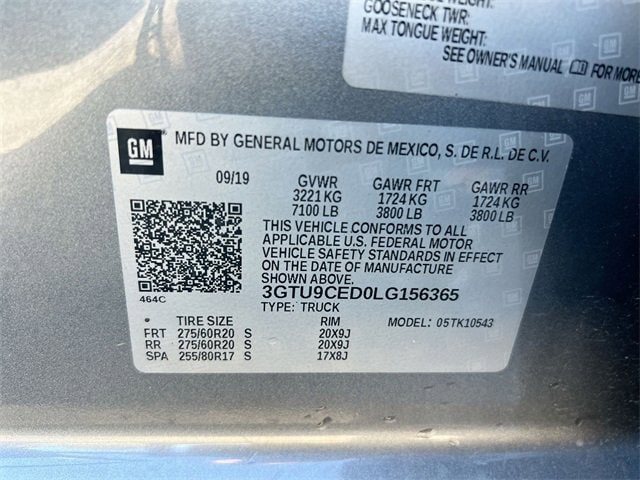 GOOSENECK TWR:
MAX TONGUE WEIGHT:
SEE OWNER'S MANUAL FOR MORE
GM
MFD BY GENERAL MOTORS DE MEXICO, S. DE R.L. DE C.V.
09/19 GVWR GAWR FRT GAWR RR
3221 KG 1724 KG 1724 KG
7100 LB 3800 LB 3800 LB
THIS VEHICLE CONFORMS TO ALL
APPLICABLE U.S. FEDERAL MOTOR
VEHICLE SAFETY STANDARDS IN EFFECT
ON THE DATE OF MANUFACTURE
SHOWN ABOVE.
464C 3GTU9CED0LG156365
TYPE: TRUCK
TIRE SIZE RIM MODEL: 05TK10543
FRT 275/60R20 S 20X9J
RR 275/60R20 S 20X9J
SPA 255/80R17 S 17X8J